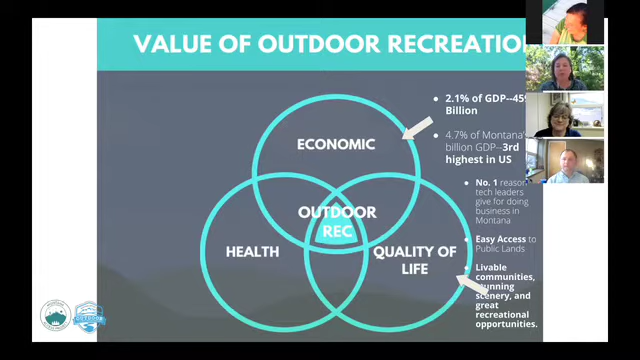 VALUE OF OUTDOOR RECREATION
ECONOMIC
OUTDOOR
REC
HEALTH
QUALITY OF
LIFE
• 2.1% of GDP--459
Billion
• 4.7% of Montana's
billion GDP--3rd
highest in US
• No. 1 reason
tech leaders
give for doing
business in
Montana
• Easy Access to
Public Lands
• Livable
communities,
stunning
scenery, and
great
recreational
opportunities.